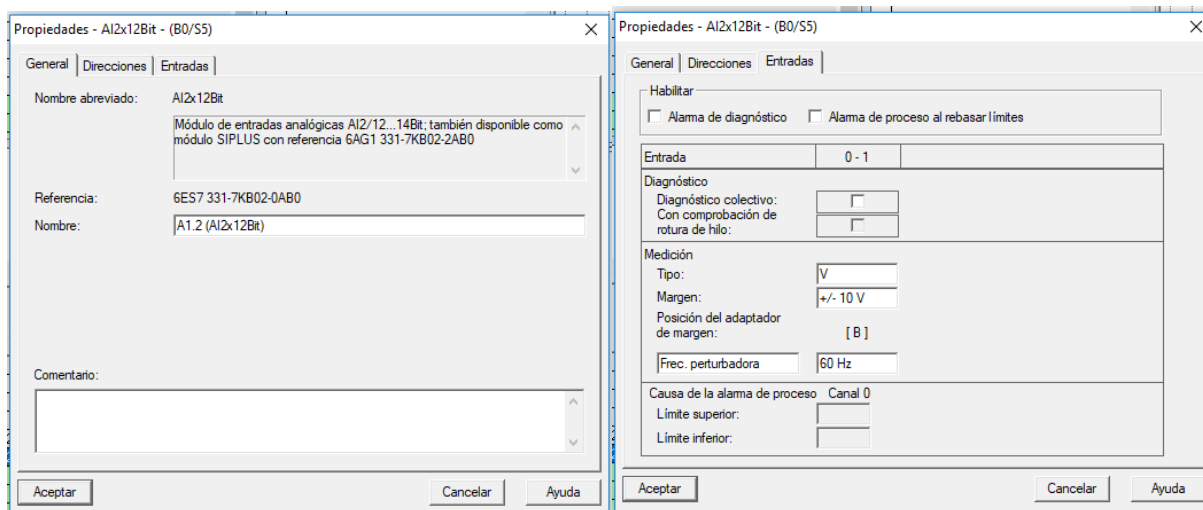 Propiedades - AI2x12Bit - (B0/S5)
General Direcciones Entradas
Nombre abreviado: AI2x12Bit
Módulo de entradas analógicas AI2/12...14Bit; también disponible como
módulo SIPLUS con referencia 6AG1 331-7KB02-2AB0
Referencia: 6ES7 331-7KB02-0AB0
Nombre: A1.2 (AI2x12Bit)
Comentario:
Aceptar Cancelar Ayuda
Propiedades - AI2x12Bit - (B0/S5)
General Direcciones Entradas
Habilitar
Alarma de diagnóstico Alarma de proceso al rebasar límites
Entrada 0 - 1
Diagnóstico
Diagnóstico colectivo:
Con comprobación de
rotura de hilo:
Medición
Tipo: V
Margen: +/- 10 V
Posición del adaptador
de margen: [ B ]
Frec. perturbadora 60 Hz
Causa de la alarma de proceso Canal 0
Límite superior:
Límite inferior:
Aceptar Cancelar Ayuda